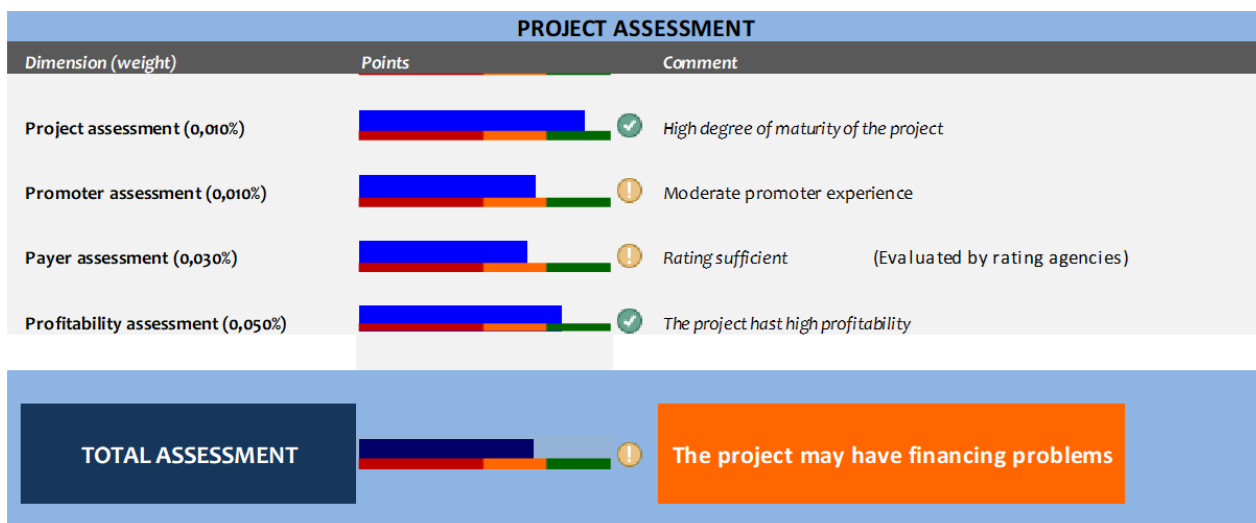 PROJECT ASSESSMENT
Dimension (weight) Points Comment
Project assessment (0,010%) High degree of maturity of the project
Promoter assessment (0,010%) Moderate promoter experience
Payer assessment (0,030%) Rating sufficient (Evaluated by rating agencies)
Profitability assessment (0,050%) The project hast high profitability
TOTAL ASSESSMENT The project may have financing problems